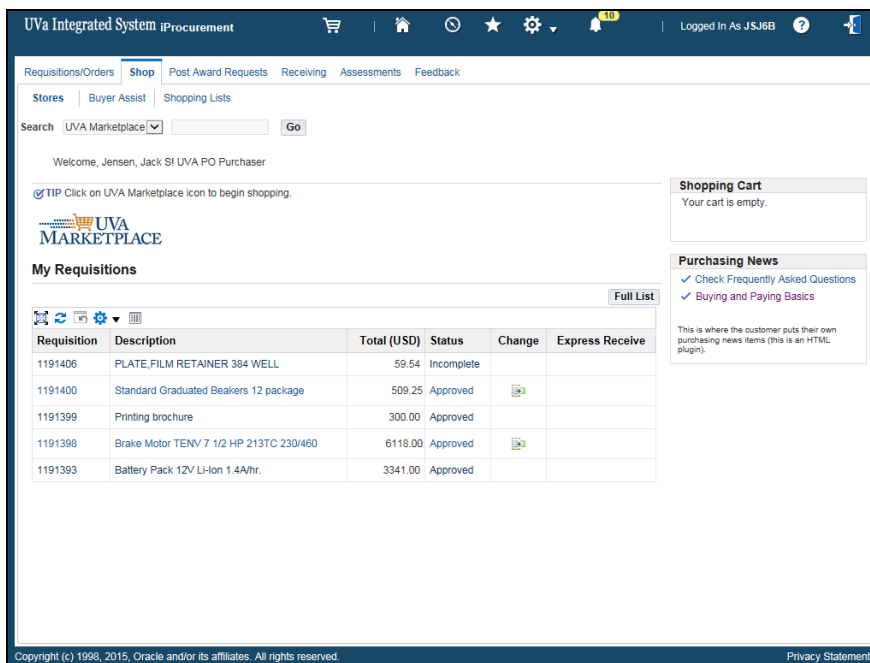 UVa Integrated System iProcurement
10
Logged In As JSJ6B
?
Requisitions/Orders Shop Post Award Requests Receiving Assessments Feedback
Stores Buyer Assist Shopping Lists
Search UVA Marketplace Go
Welcome, Jensen, Jack S! UVA PO Purchaser
TIP Click on UVA Marketplace icon to begin shopping.
UVA
MARKETPLACE
My Requisitions
Full List
Requisition Description Total (USD) Status Change Express Receive
1191406 PLATE,FILM RETAINER 384 WELL 59.54 Incomplete
1191400 Standard Graduated Beakers 12 package 509.25 Approved
1191399 Printing brochure 300.00 Approved
1191398 Brake Motor TENV 7 1/2 HP 213TC 230/460 6118.00 Approved
1191393 Battery Pack 12V Li-Ion 1.4A/hr. 3341.00 Approved
Shopping Cart
Your cart is empty.
Purchasing News
Check Frequently Asked Questions
Buying and Paying Basics
This is where the customer puts their own
purchasing news items (this is an HTML
plugin).
Copyright (c) 1998, 2015, Oracle and/or its affiliates. All rights reserved.
Privacy Statement